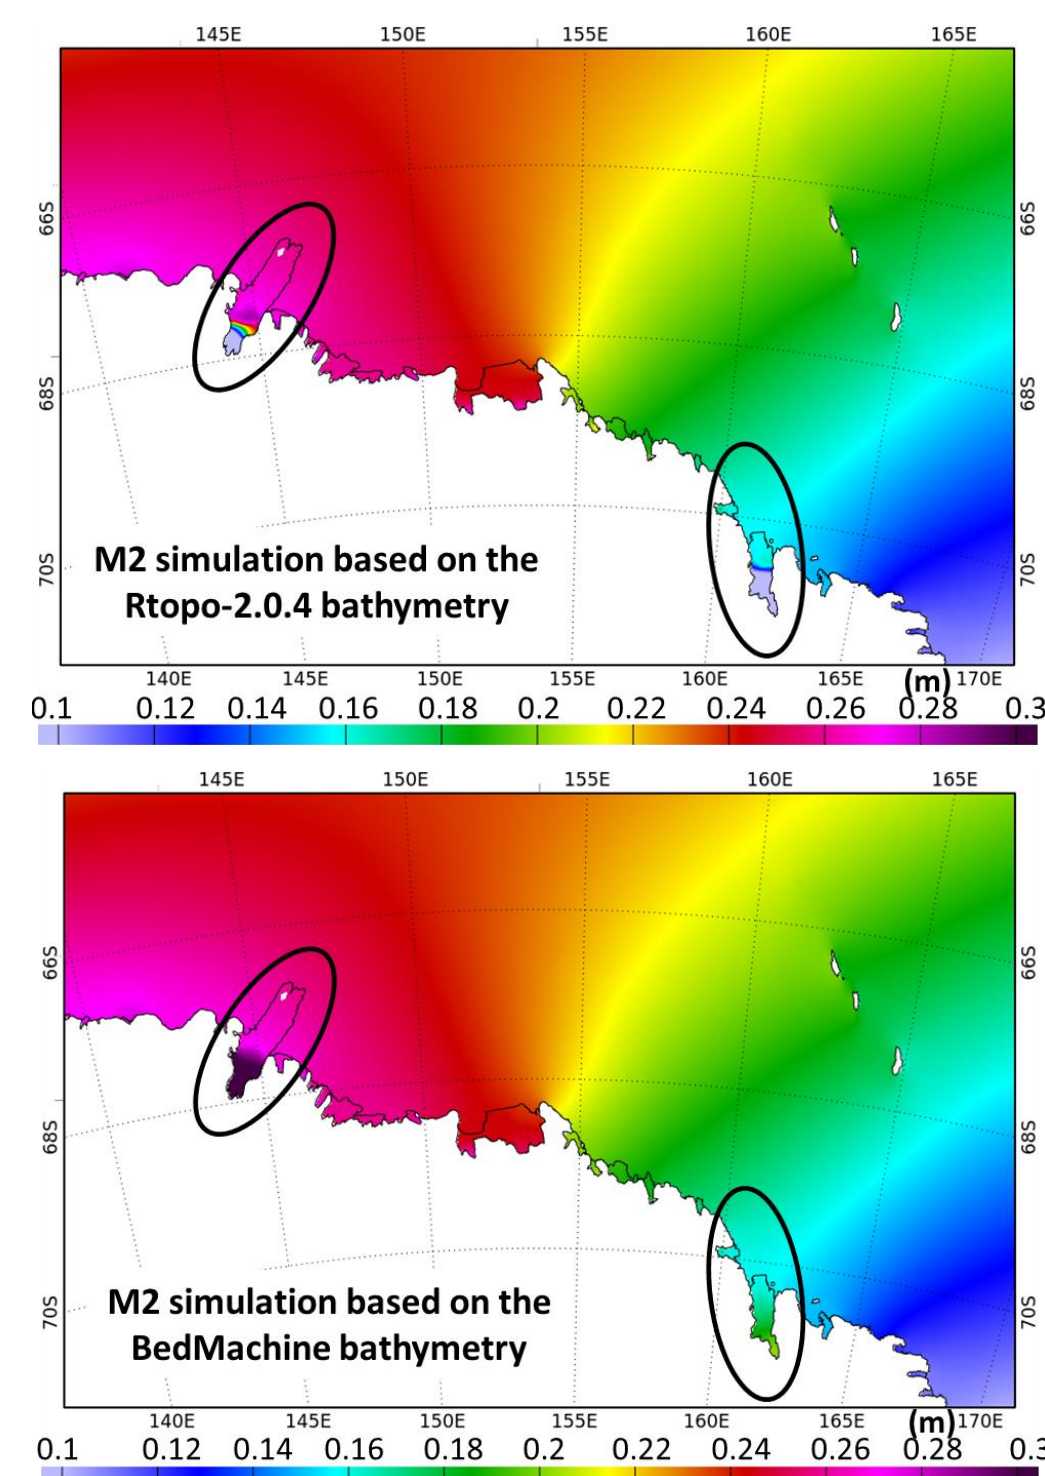 145E 150E 155E 160E 165E
66S 66S
68S 68S
70S 70S
M2 simulation based on the
Rtopo-2.0.4 bathymetry
140E 145E 150E 155E 160E 165E (m) 170E
0.1 0.12 0.14 0.16 0.18 0.2 0.22 0.24 0.26 0.28 0.3
145E 150E 155E 160E 165E
66S 66S
68S 68S
70S 70S
M2 simulation based on the
BedMachine bathymetry
140E 145E 150E 155E 160E 165E (m) 170E
0.1 0.12 0.14 0.16 0.18 0.2 0.22 0.24 0.26 0.28